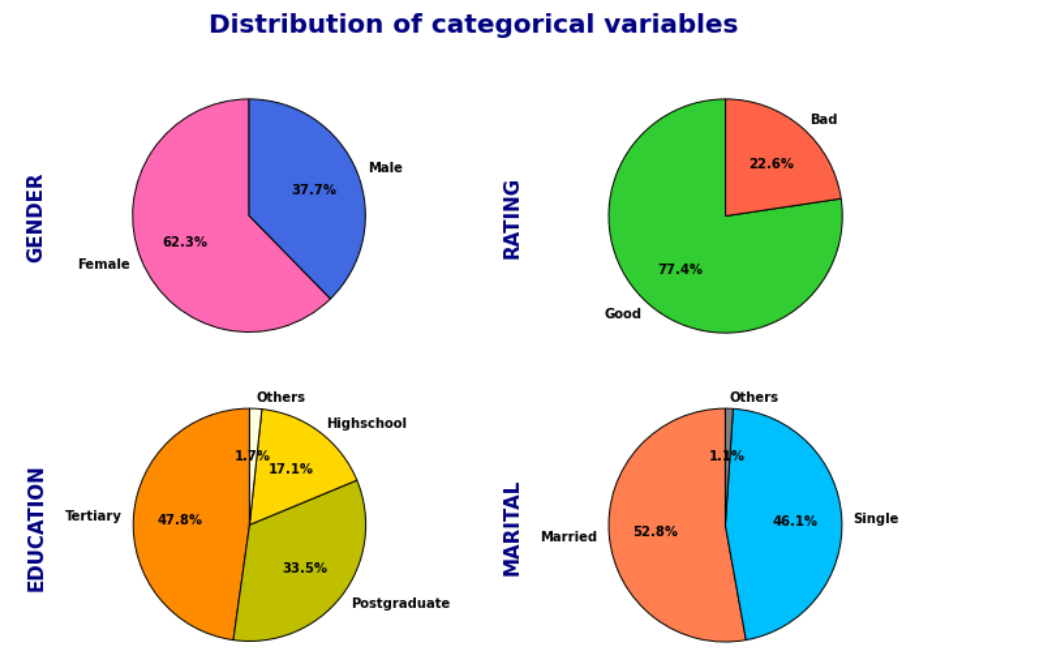 Distribution of categorical variables
GENDER
Male
37.7%
62.3%
Female
RATING
Bad
22.6%
77.4%
Good
EDUCATION
Others
Highschool
1.7%
17.1%
Tertiary
47.8%
33.5%
Postgraduate
MARITAL
Others
1.1%
Single
46.1%
52.8%
Married